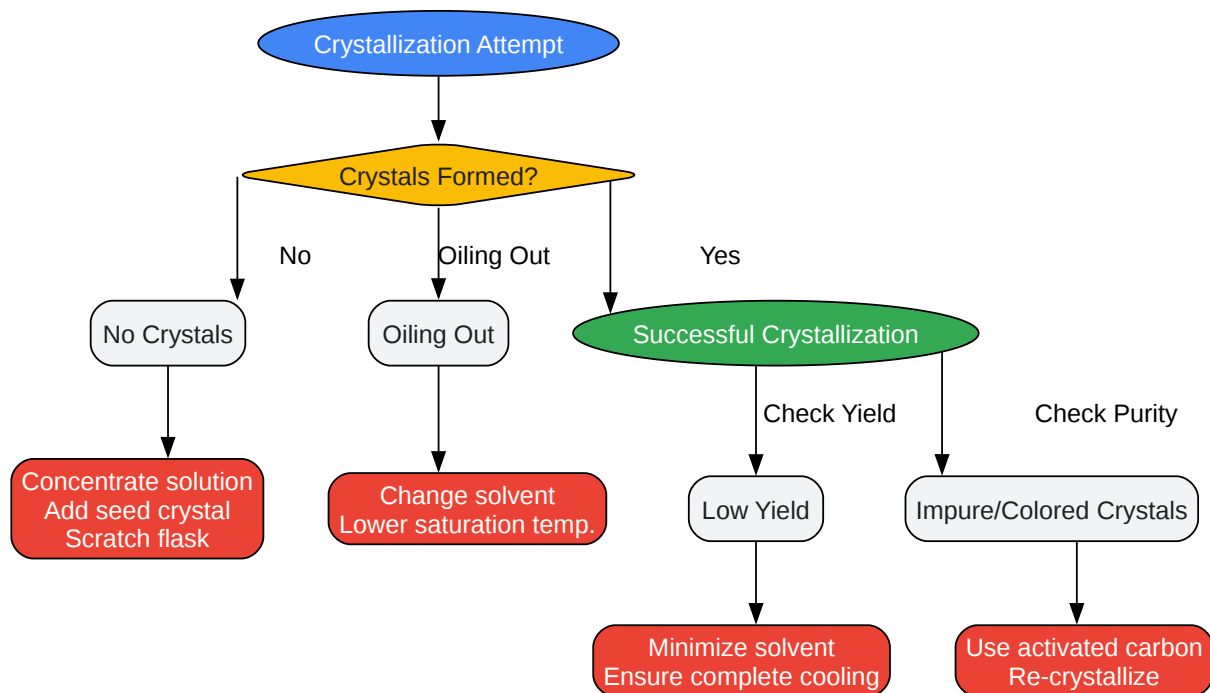 Crystallization Attempt
Crystals Formed?
No
Oiling Out
Yes
No Crystals
Oiling Out
Successful Crystallization
Check Yield
Check Purity
Concentrate solution
Add seed crystal
Scratch flask
Change solvent
Lower saturation temp.
Low Yield
Impure/Colored Crystals
Minimize solvent
Ensure complete cooling
Use activated carbon
Re-crystallize